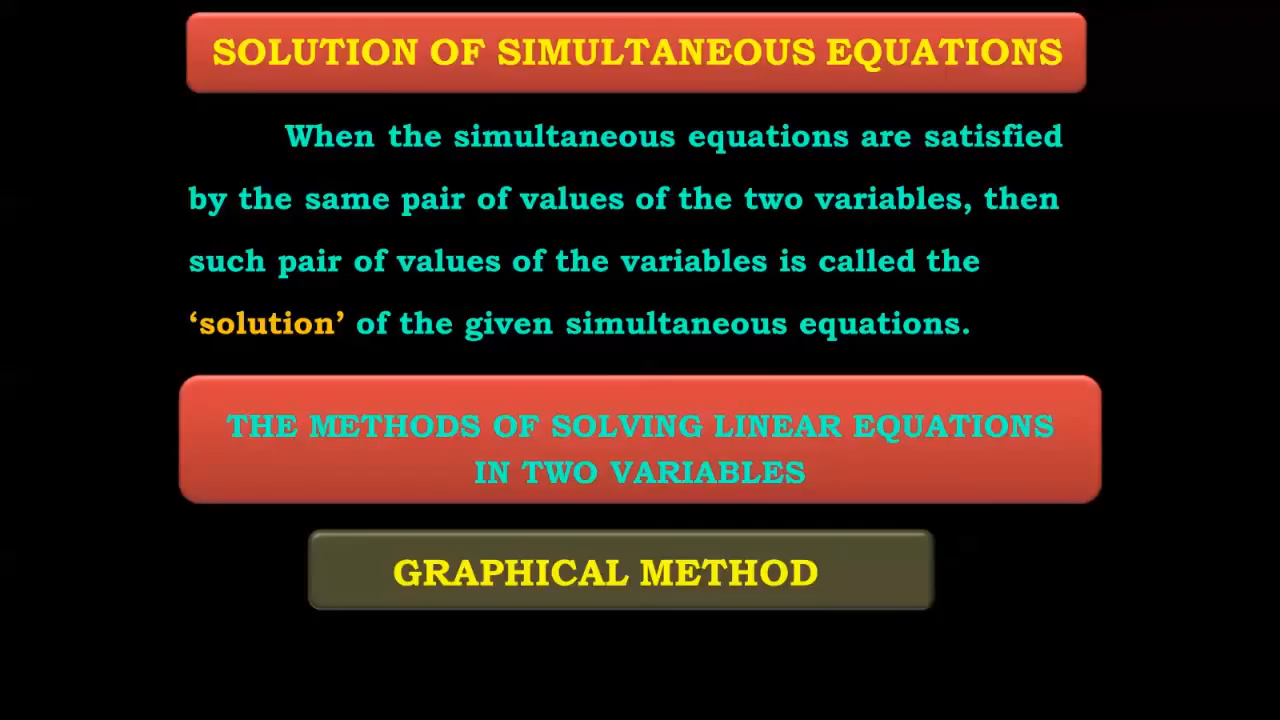 SOLUTION OF SIMULTANEOUS EQUATIONS
When the simultaneous equations are satisfied
by the same pair of values of the two variables, then
such pair of values of the variables is called the
‘solution’ of the given simultaneous equations.
THE METHODS OF SOLVING LINEAR EQUATIONS
IN TWO VARIABLES
GRAPHICAL METHOD